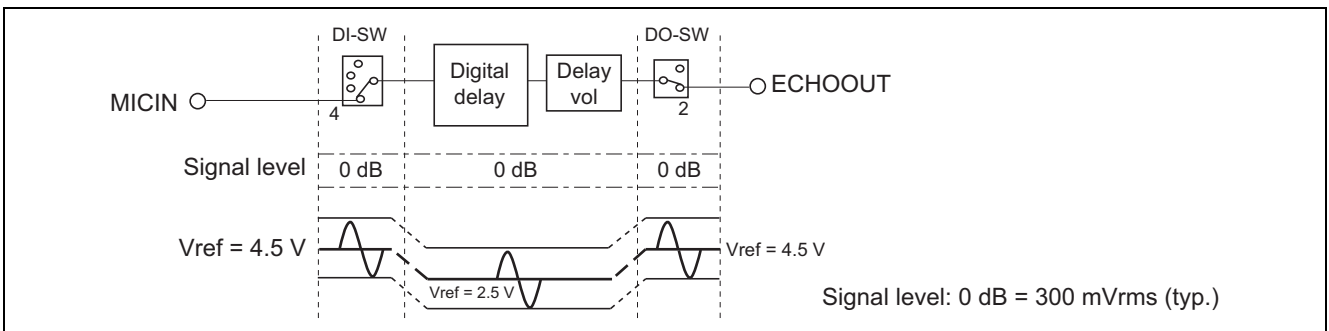 DI-SW
DO-SW
Digital
delay
Delay
vol
MICIN
4
2
ECHOOUT
Signal level
0 dB
0 dB
0 dB
Vref = 4.5 V
Vref = 2.5 V
Vref = 4.5 V
Signal level: 0 dB = 300 mVrms (typ.)